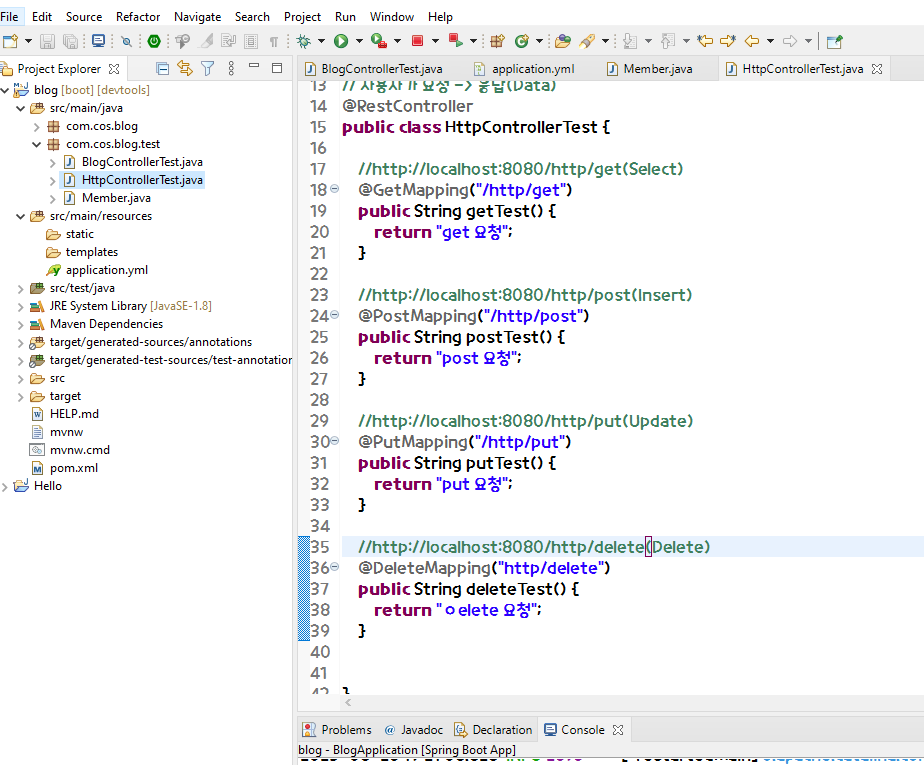 File Edit Source Refactor Navigate Search Project Run Window Help
Project Explorer
blog [boot] [devtools]
src/main/java
com.cos.blog
com.cos.blog.test
BlogControllerTest.java
HttpControllerTest.java
Member.java
src/main/resources
static
templates
application.yml
src/test/java
JRE System Library [JavaSE-1.8]
Maven Dependencies
target/generated-sources/annotations
target/generated-test-sources/test-annotation
src
target
HELP.md
mvnw
mvnw.cmd
pom.xml
Hello
BlogControllerTest.java application.yml Member.java HttpControllerTest.java
13 // 사용자가 요청 -> 응답(Data)
14 @RestController
15 public class HttpControllerTest {
16
17 //http://localhost:8080/http/get(Select)
18 @GetMapping("/http/get")
19 public String getTest() {
20 return "get 요청";
21 }
22
23 //http://localhost:8080/http/post(Insert)
24 @PostMapping("/http/post")
25 public String postTest() {
26 return "post 요청";
27 }
28
29 //http://localhost:8080/http/put(Update)
30 @PutMapping("/http/put")
31 public String putTest() {
32 return "put 요청";
33 }
34
35 //http://localhost:8080/http/delete(Delete)
36 @DeleteMapping("http/delete")
37 public String deleteTest() {
38 return "ㅇelete 요청";
39 }
40
41
42 }
Problems @ Javadoc Declaration Console
blog - BlogApplication [Spring Boot App]